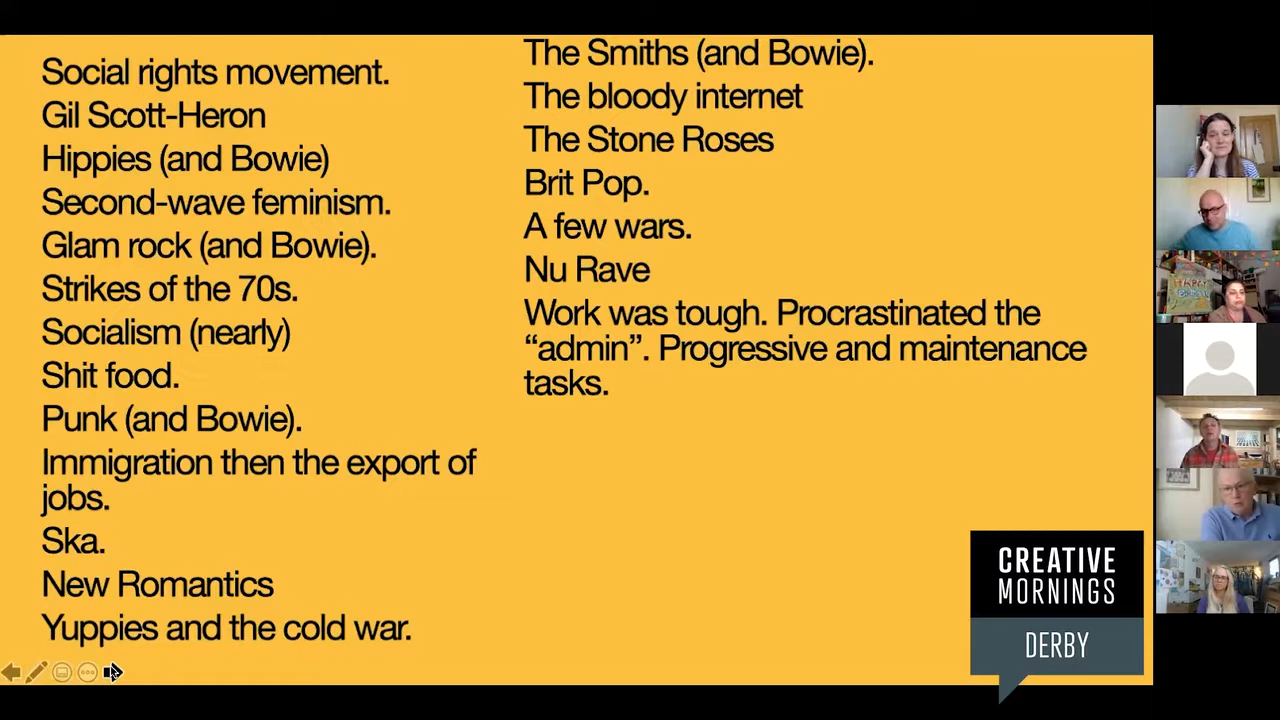 Social rights movement.
Gil Scott-Heron
Hippies (and Bowie)
Second-wave feminism.
Glam rock (and Bowie).
Strikes of the 70s.
Socialism (nearly)
Shit food.
Punk (and Bowie).
Immigration then the export of
jobs.
Ska.
New Romantics
Yuppies and the cold war.
The Smiths (and Bowie).
The bloody internet
The Stone Roses
Brit Pop.
A few wars.
Nu Rave
Work was tough. Procrastinated the
“admin”. Progressive and maintenance
tasks.
CREATIVE
MORNINGS
DERBY
HAPPY